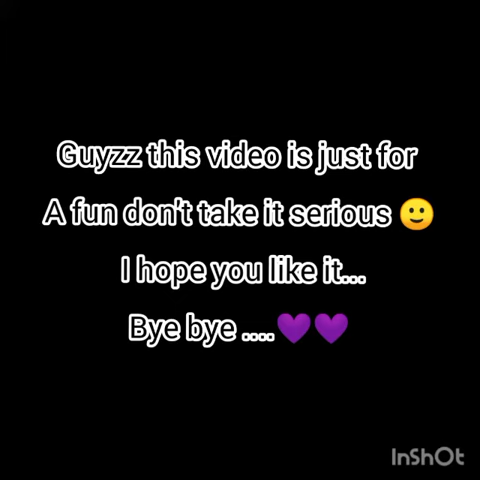 Guyzz this video is just for
A fun don't take it serious 🙂
I hope you like it...
Bye bye ....💜💜
InShOt